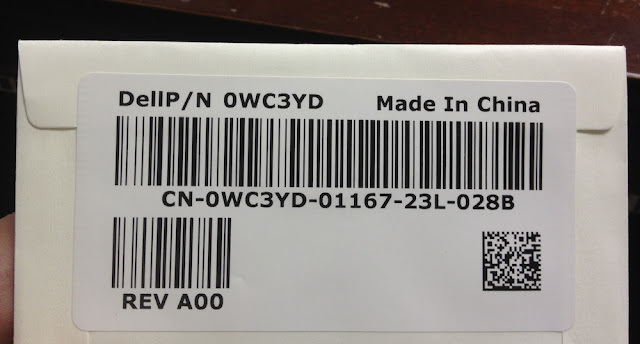 DellP/N 0WC3YD Made In China
CN-0WC3YD-01167-23L-028B
REV A00